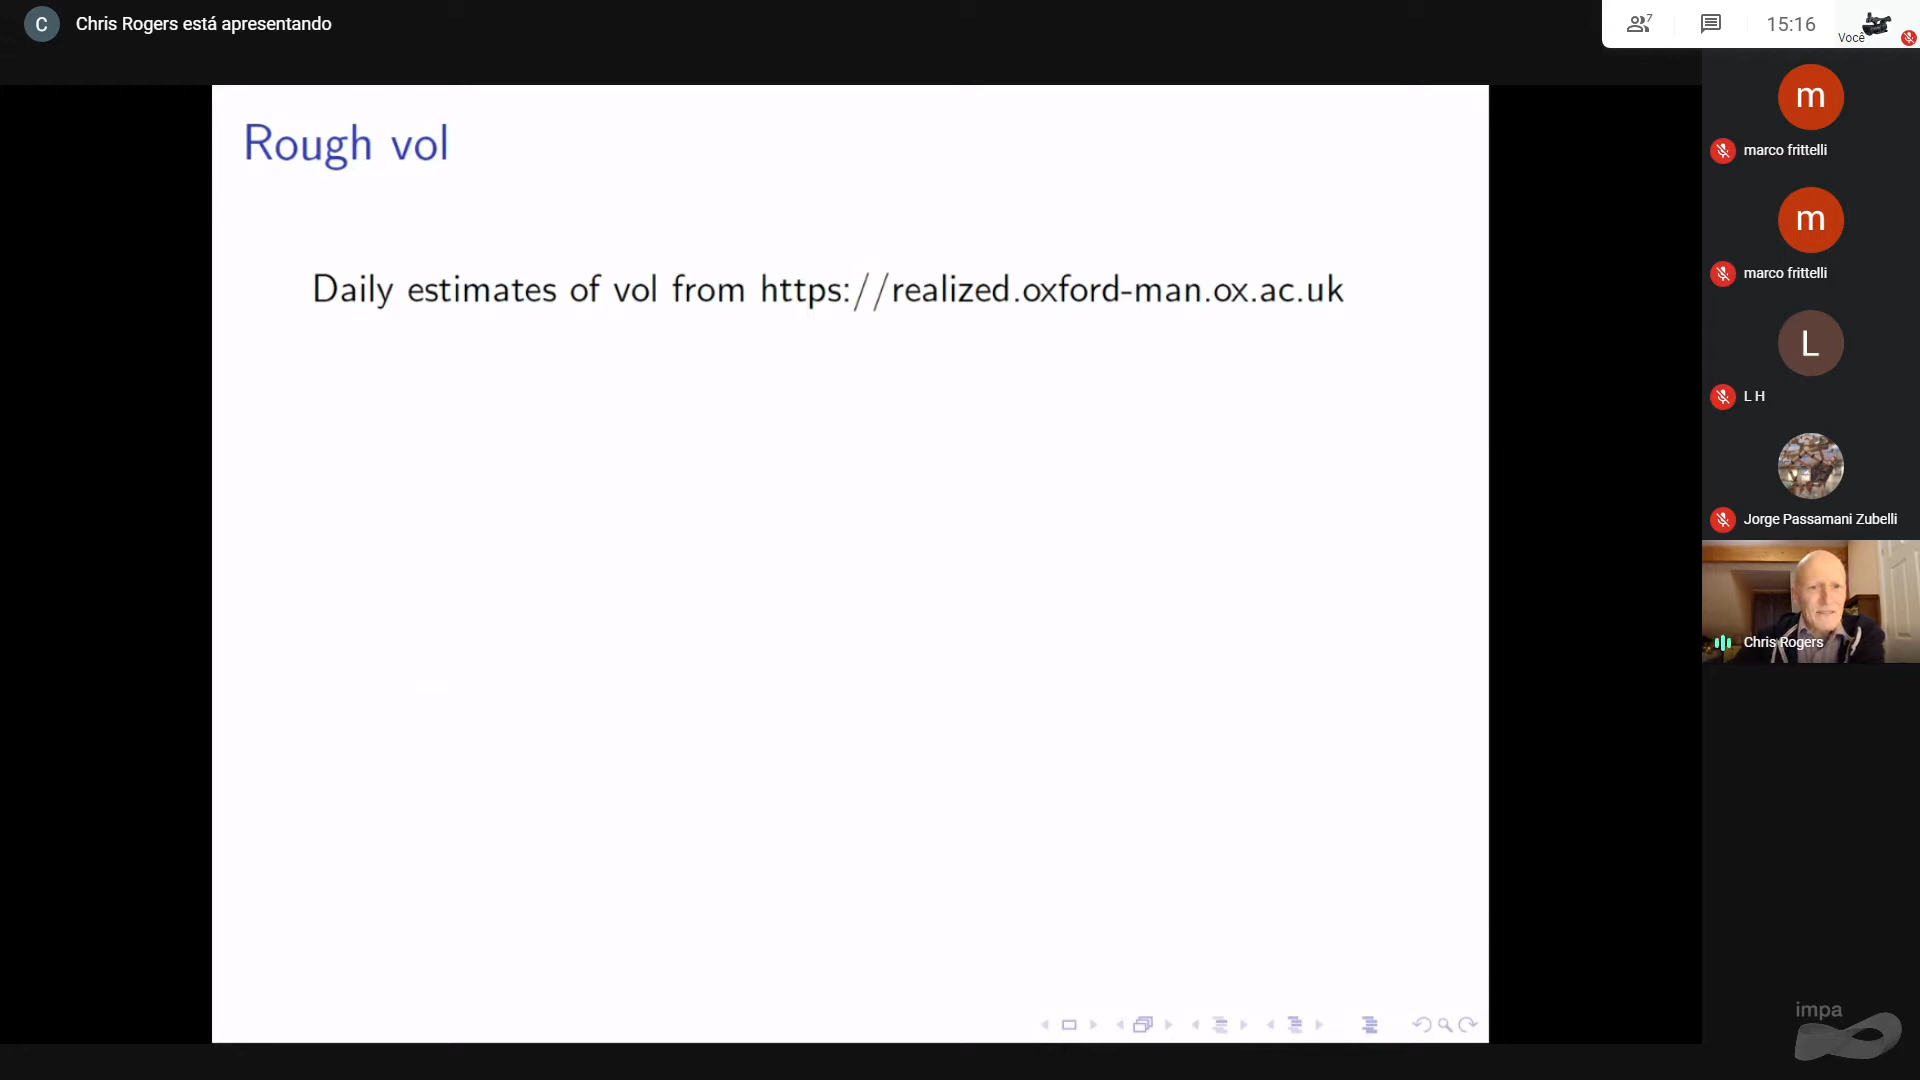 C
Chris Rogers está apresentando
7
15:16
Você
Rough vol
Daily estimates of vol from https://realized.oxford-man.ox.ac.uk
m
marco frittelli
m
marco frittelli
L
L H
Jorge Passamani Zubelli
Chris Rogers
impa